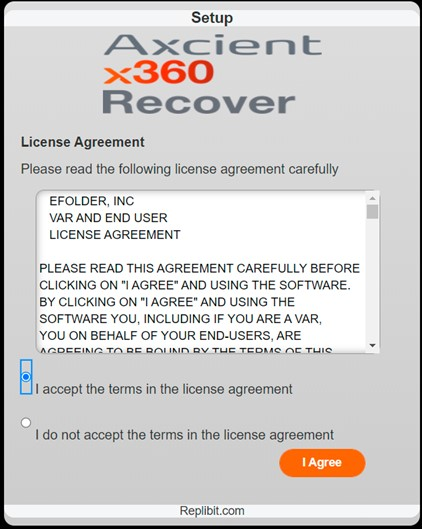 Setup
Axcient
x360
Recover
License Agreement
Please read the following license agreement carefully
EFOLDER, INC
VAR AND END USER
LICENSE AGREEMENT
PLEASE READ THIS AGREEMENT CAREFULLY BEFORE
CLICKING ON "I AGREE" AND USING THE SOFTWARE.
BY CLICKING ON "I AGREE" AND USING THE
SOFTWARE YOU, INCLUDING IF YOU ARE A VAR,
YOU ON BEHALF OF YOUR END-USERS, ARE
AGREEING TO BE BOUND BY THE TERMS OF THIS
I accept the terms in the license agreement
I do not accept the terms in the license agreement
I Agree
Replibit.com